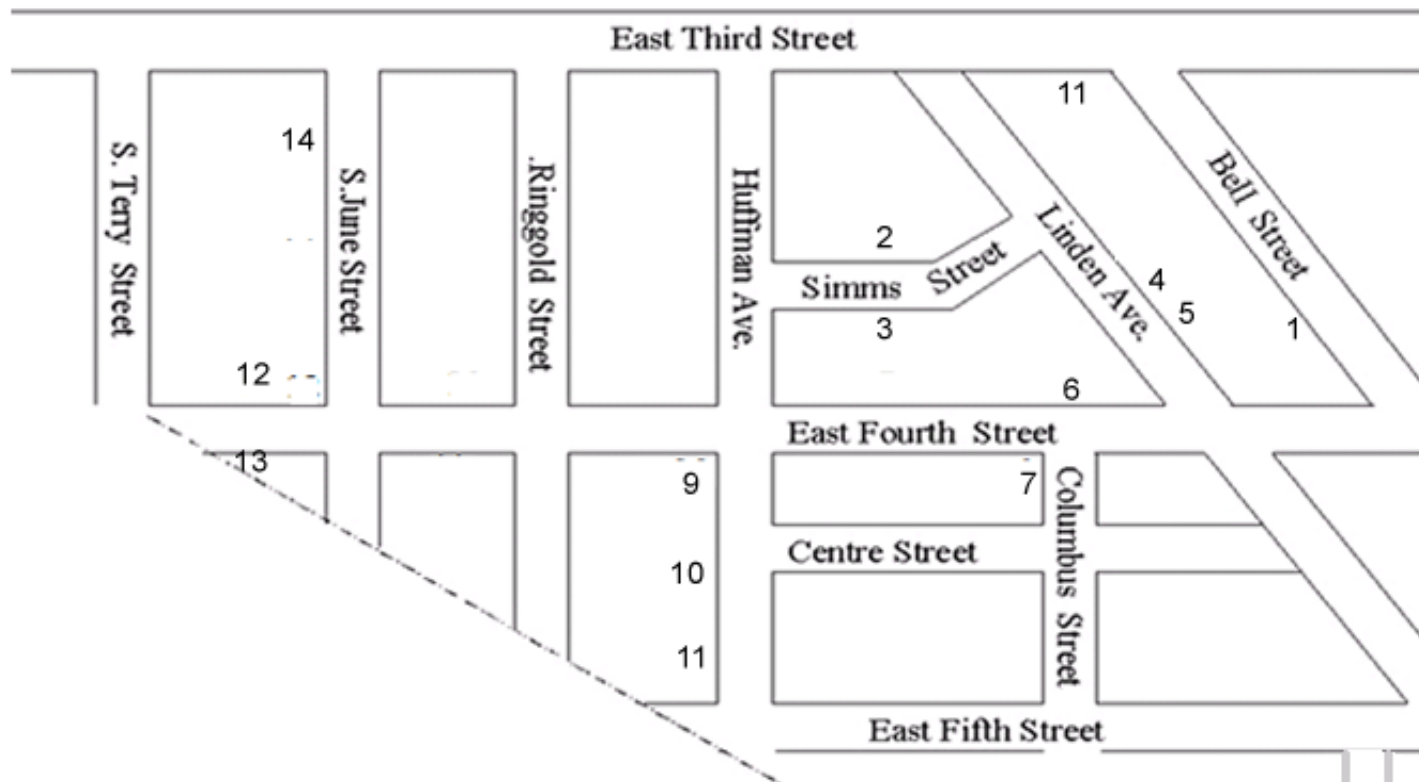 East Third Street
11
14
S. Terry Street
S.June Street
.Ringgold Street
Huffman Ave.
Linden Ave.
Bell Street
2
Simms Street
4
5
1
3
12
6
East Fourth Street
13
9
7
Columbus Street
Centre Street
10
11
East Fifth Street